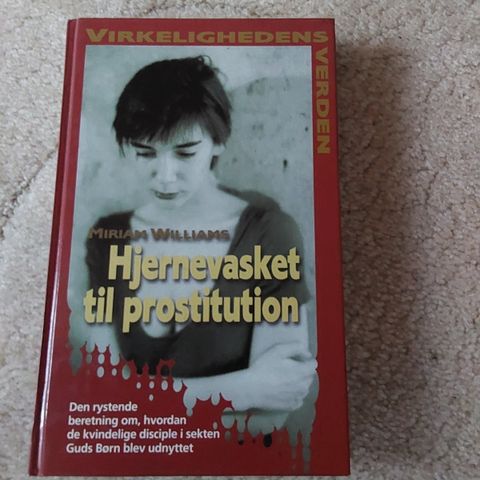 VIRKELIGHEDENS
VERDEN
MIRIAM WILLIAMS
Hjernevasket
til prostitution
Den rystende
beretning om, hvordan
de kvindelige disciple i sekten
Guds Børn blev udnyttet